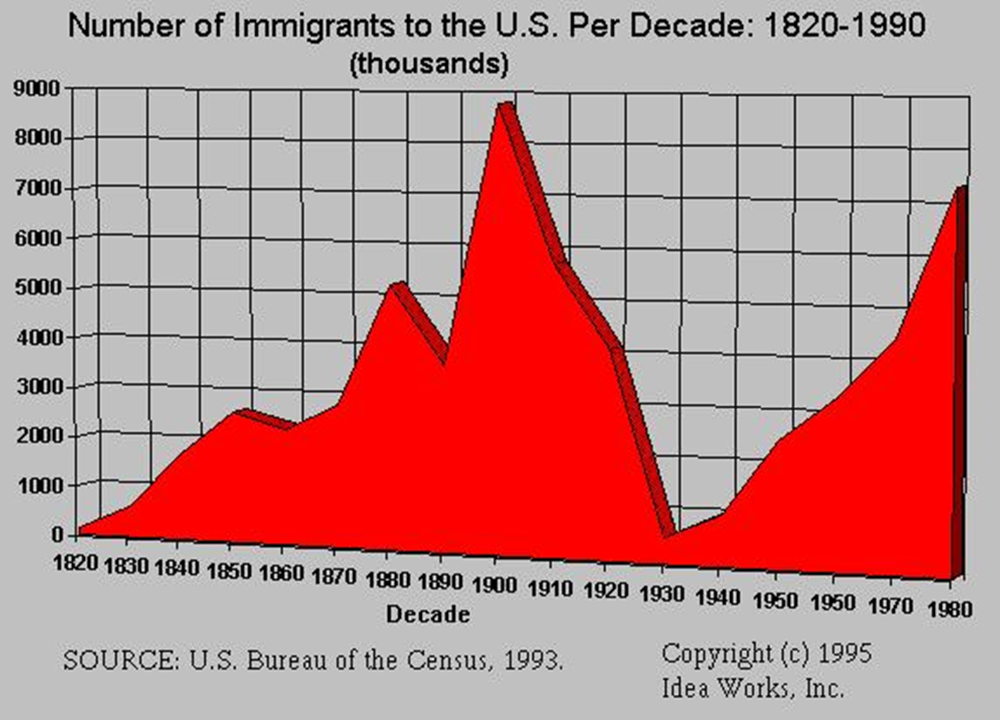 Number of Immigrants to the U.S. Per Decade: 1820-1990
(thousands)
9000
8000
7000
6000
5000
4000
3000
2000
1000
0
1820 1830 1840 1850 1860 1870 1880 1890 1900 1910 1920 1930 1940 1950 1950 1970 1980
Decade
SOURCE: U.S. Bureau of the Census, 1993.
Copyright (c) 1995
Idea Works, Inc.